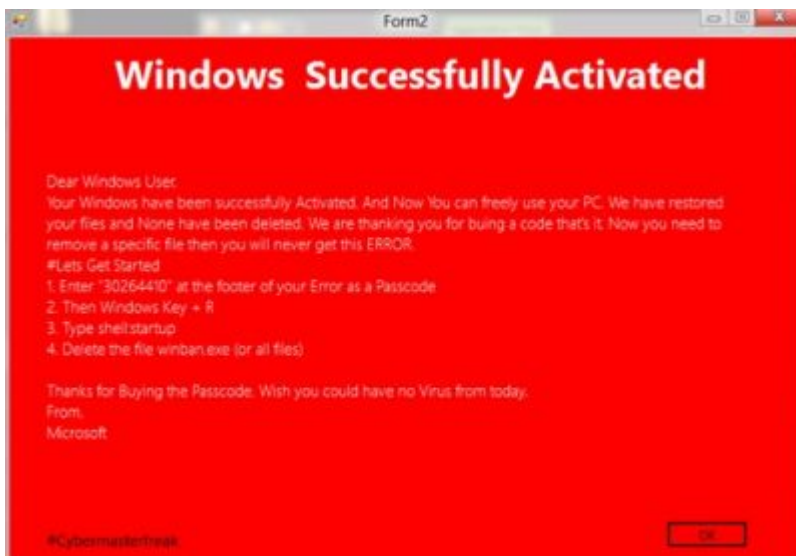 Form2
Windows Successfully Activated
Dear Windows User.
Your Windows have been successfully Activated. And Now You can freely use your PC. We have restored
your files and None have been deleted. We are thanking you for buing a code that's it. Now you need to
remove a specific file then you will never get this ERROR.
#Lets Get Started
1. Enter "30264410" at the footer of your Error as a Passcode
2. Then Windows Key + R
3. Type shell:startup
4. Delete the file winban.exe (or all files)
Thanks for Buying the Passcode. Wish you could have no Virus from today.
From.
Microsoft
#Cybermasterfreak
OK